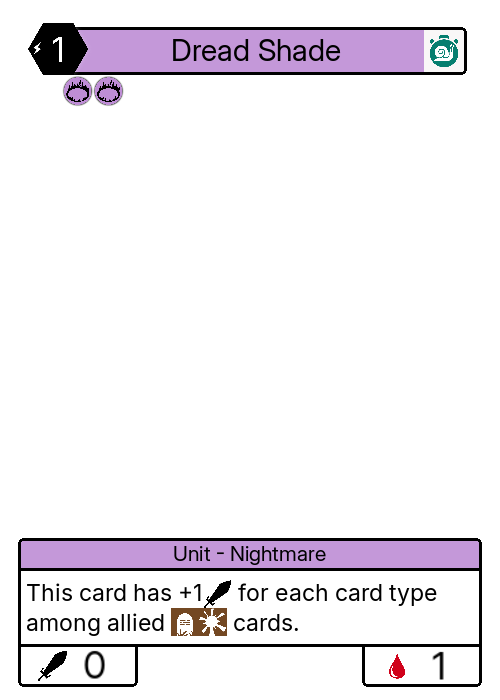 1
Dread Shade
Unit - Nightmare
This card has +1 for each card type
among allied cards.
0
1